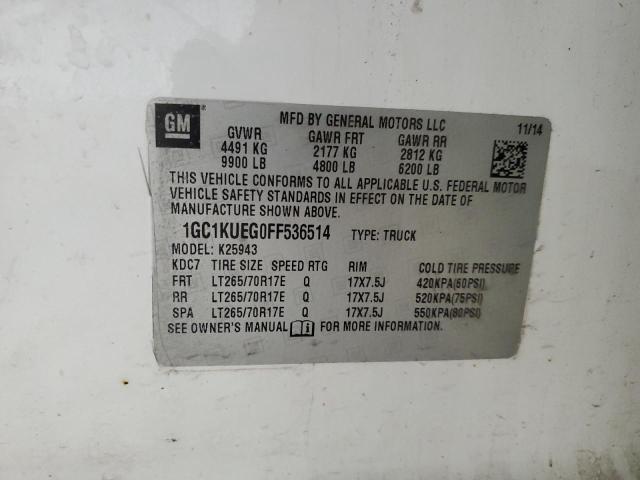 GM
MFD BY GENERAL MOTORS LLC 11/14
GVWR GAWR FRT GAWR RR
4491 KG 2177 KG 2812 KG
9900 LB 4800 LB 6200 LB
THIS VEHICLE CONFORMS TO ALL APPLICABLE U.S. FEDERAL MOTOR
VEHICLE SAFETY STANDARDS IN EFFECT ON THE DATE OF
MANUFACTURE SHOWN ABOVE.
1GC1KUEG0FF536514 TYPE: TRUCK
MODEL: K25943
KDC7 TIRE SIZE SPEED RTG RIM COLD TIRE PRESSURE
FRT LT265/70R17E Q 17X7.5J 420KPA(60PSI)
RR LT265/70R17E Q 17X7.5J 520KPA(75PSI)
SPA LT265/70R17E Q 17X7.5J 550KPA(80PSI)
SEE OWNER'S MANUAL FOR MORE INFORMATION.